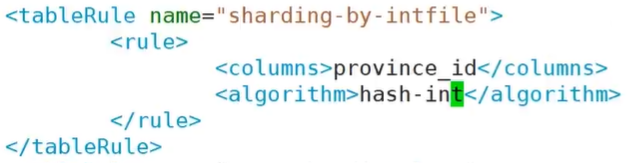 <tableRule name="sharding-by-intfile">
<rule>
<columns>province_id</columns>
<algorithm>hash-int</algorithm>
</rule>
</tableRule>